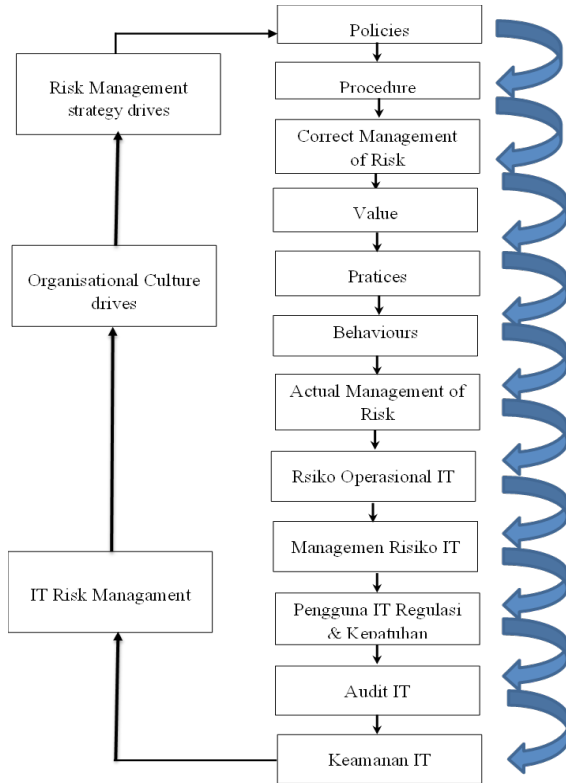 Policies
Procedure
Correct Management
of Risk
Value
Pratices
Behaviours
Actual Management of
Risk
Rsiko Operasional IT
Managemen Risiko IT
Pengguna IT Regulasi
& Kepatuhan
Audit IT
Keamanan IT
Risk Management
strategy drives
Organisational Culture
drives
IT Risk Managament